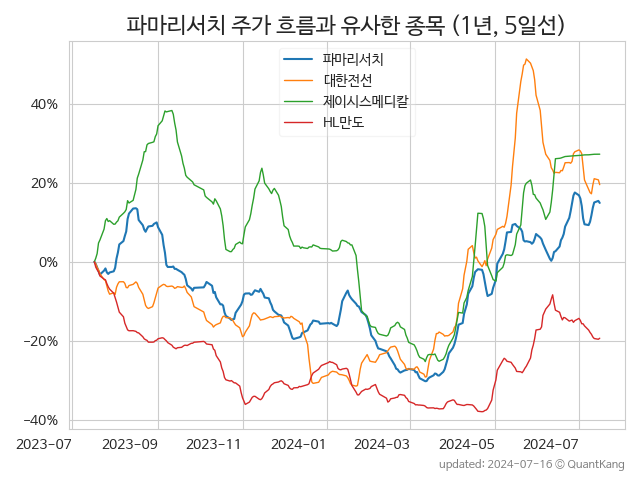 파마리서치 주가 흐름과 유사한 종목 (1년, 5일선)
파마리서치
대한전선
제이시스메디칼
HL만도
40%
20%
0%
−20%
−40%
2023-07 2023-09 2023-11 2024-01 2024-03 2024-05 2024-07
updated: 2024-07-16 © QuantKang